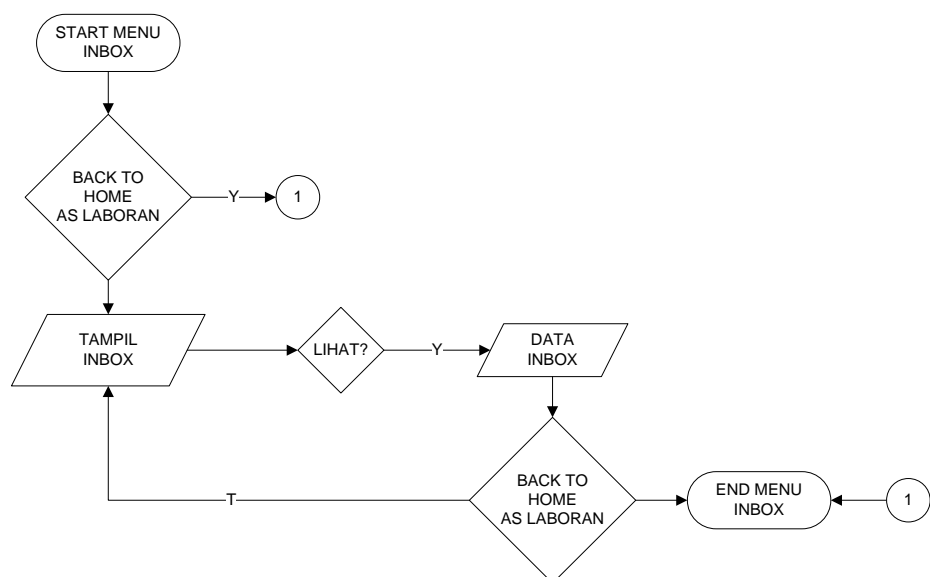 START MENU
INBOX
BACK TO
HOME
AS LABORAN
Y
1
TAMPIL
INBOX
LIHAT?
Y
DATA
INBOX
T
BACK TO
HOME
AS LABORAN
END MENU
INBOX
1